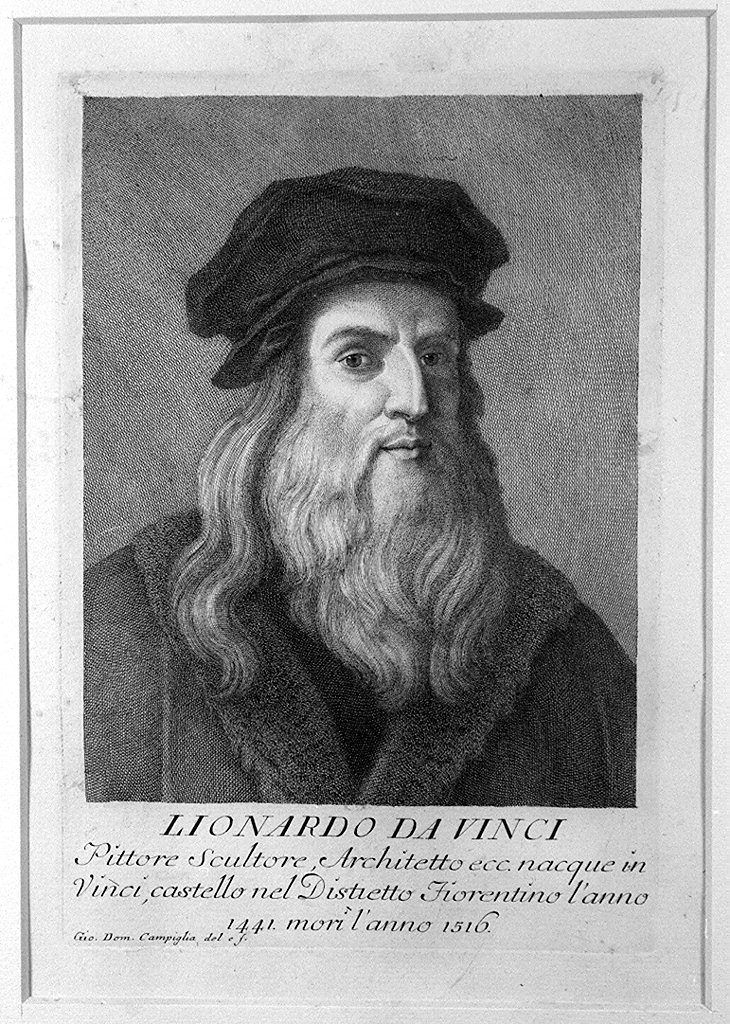 LIONARDO DA VINCI
Pittore Scultore, Architetto ecc. nacque in
Vinci, castello nel Distretto Fiorentino l'anno
1441. morì l'anno 1516.
Gio. Dom. Campiglia del e f.